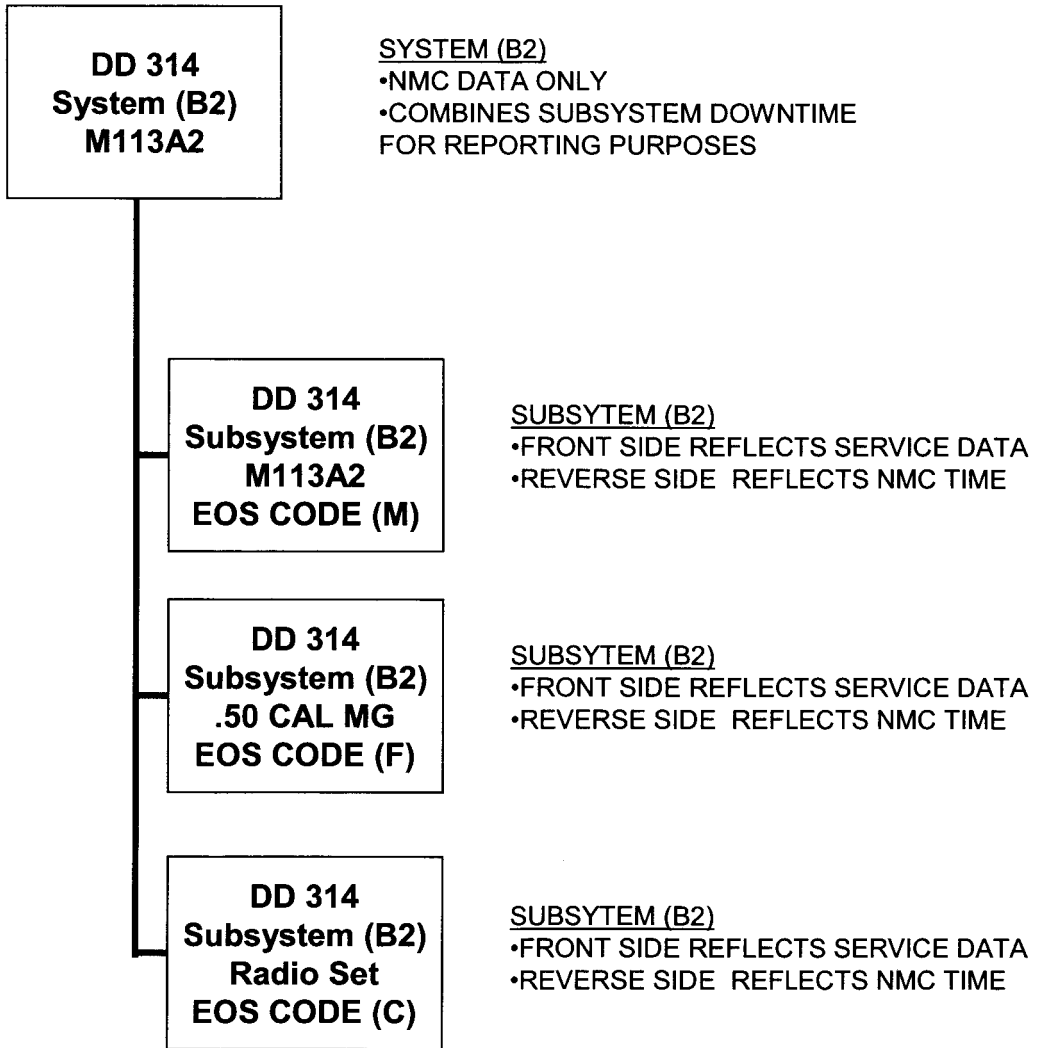 DD 314
System (B2)
M113A2
SYSTEM (B2)
•NMC DATA ONLY
•COMBINES SUBSYSTEM DOWNTIME
FOR REPORTING PURPOSES
DD 314
Subsystem (B2)
M113A2
EOS CODE (M)
SUBSYTEM (B2)
•FRONT SIDE REFLECTS SERVICE DATA
•REVERSE SIDE REFLECTS NMC TIME
DD 314
Subsystem (B2)
.50 CAL MG
EOS CODE (F)
SUBSYTEM (B2)
•FRONT SIDE REFLECTS SERVICE DATA
•REVERSE SIDE REFLECTS NMC TIME
DD 314
Subsystem (B2)
Radio Set
EOS CODE (C)
SUBSYTEM (B2)
•FRONT SIDE REFLECTS SERVICE DATA
•REVERSE SIDE REFLECTS NMC TIME